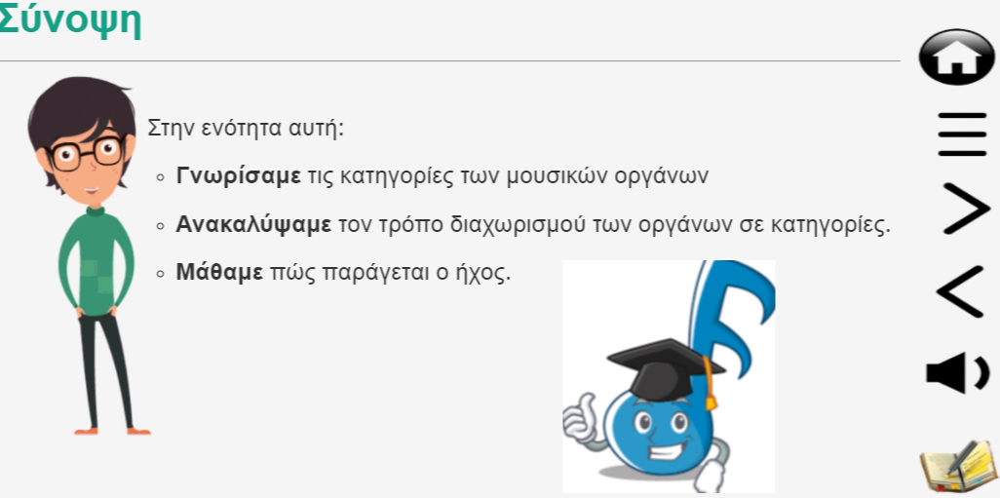 Σύνοψη
Στην ενότητα αυτή:
Γνωρίσαμε τις κατηγορίες των μουσικών οργάνων
Ανακαλύψαμε τον τρόπο διαχωρισμού των οργάνων σε κατηγορίες.
Μάθαμε πώς παράγεται ο ήχος.